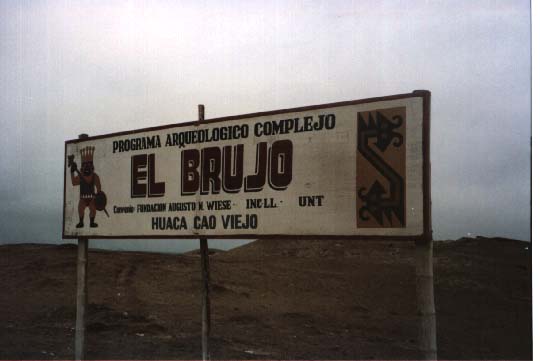 PROGRAMA ARQUEOLOGICO COMPLEJO
EL BRUJO
Convenio FUNDACION AUGUSTO N. WIESE - INC-LL - UNT
HUACA CAO VIEJO